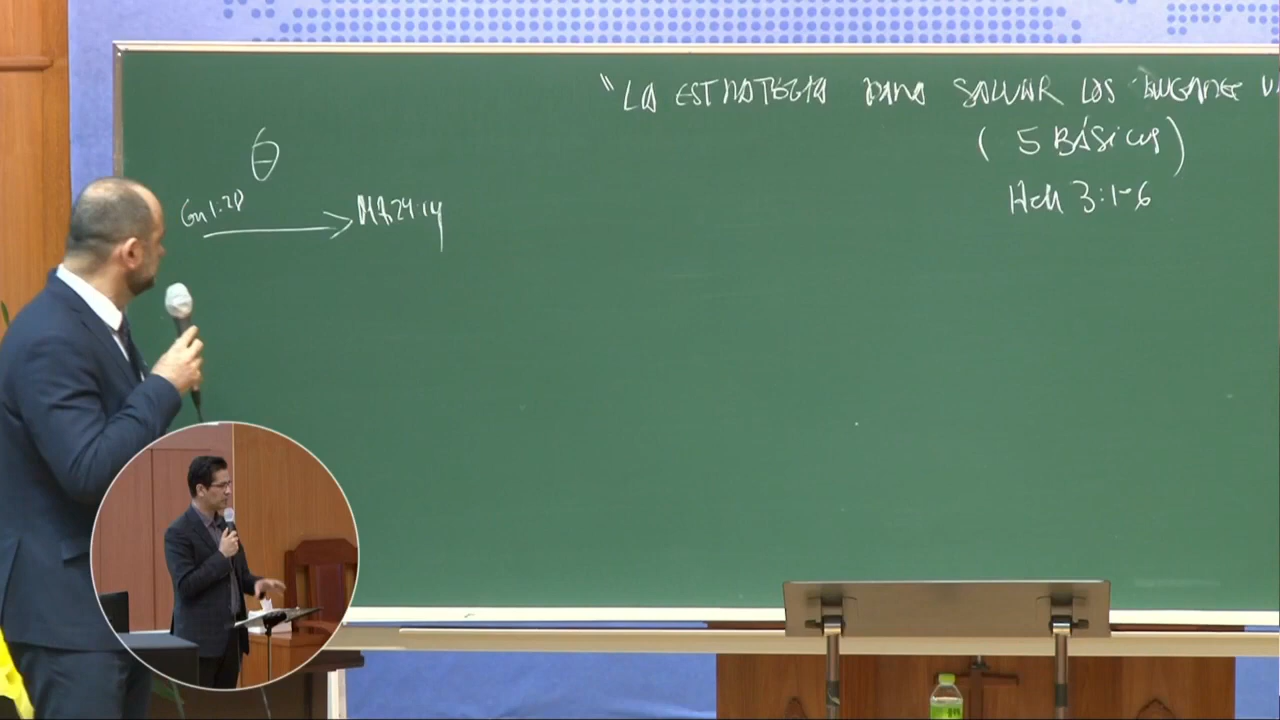 "LA ESTRATEGIA PARA SALVAR LOS LUGARES
(5 BÁSICOS)
Hch 3:1-6
Θ
Gn 1:28
Mt. 24:14